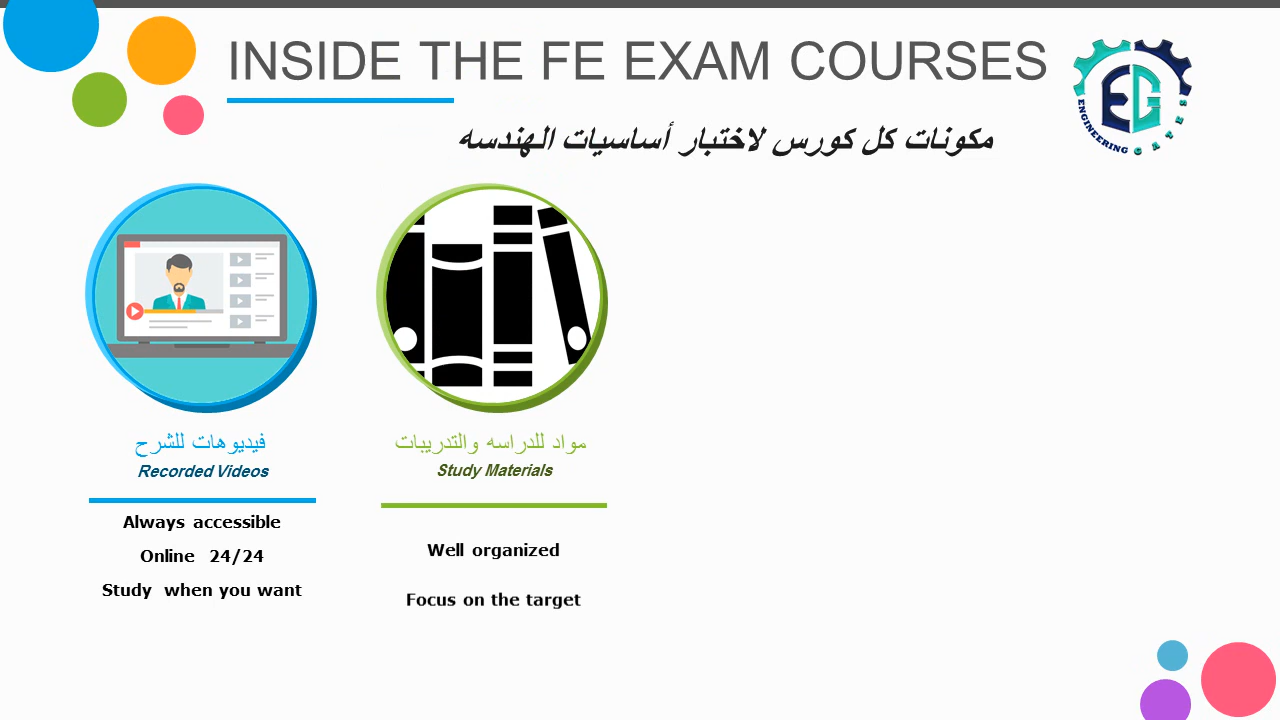 INSIDE THE FE EXAM COURSES
EG
ENGINEERING GATES
مكونات كل كورس لاختبار أساسيات الهندسه
فيديوهات للشرح
Recorded Videos
Always accessible
Online 24/24
Study when you want
مواد للدراسه والتدريبات
Study Materials
Well organized
Focus on the target